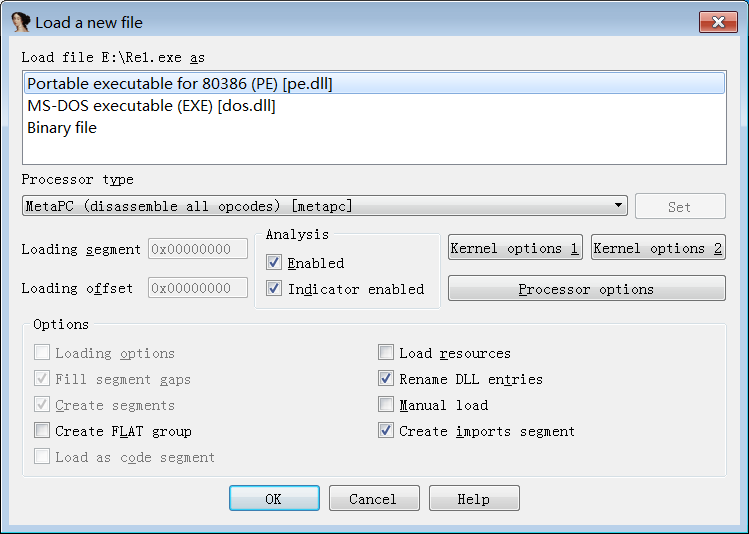 Load a new file
Load file E:\Re1.exe as
Portable executable for 80386 (PE) [pe.dll]
MS-DOS executable (EXE) [dos.dll]
Binary file
Processor type
MetaPC (disassemble all opcodes) [metapc]
Set
Loading segment 0x00000000
Loading offset 0x00000000
Analysis
Enabled
Indicator enabled
Kernel options 1
Kernel options 2
Processor options
Options
Loading options
Fill segment gaps
Create segments
Create FLAT group
Load as code segment
Load resources
Rename DLL entries
Manual load
Create imports segment
OK
Cancel
Help